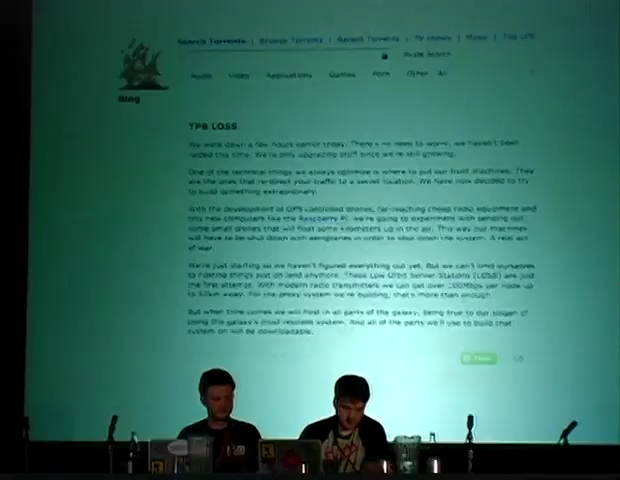 Search Torrents | Browse Torrents | Recent Torrents | TV shows | Music | Top 100
Pirate Search
Audio Video Applications Games Porn Other All
Blog
TPB LOSS
We were down a few hours earlier today. There's no need to worry, we haven't been
raided this time. We're only upgrading stuff since we're still growing.
One of the technical things we always optimize is where to put our front machines. They
are the ones that re-direct your traffic to a secret location. We have now decided to try
to build something extraordinary.
With the development of GPS controlled drones, far-reaching cheap radio equipment and
tiny new computers like the Raspberry Pi, we're going to experiment with sending out
some small drones that will float some kilometers up in the air. This way our machines
will have to be shut down with aeroplanes in order to shut down the system. A real act
of war.
We're just starting so we haven't figured everything out yet. But we can't limit ourselves
to hosting things just on land anymore. These Low Orbit Server Stations (LOSS) are just
the first attempt. With modern radio transmitters we can get over 100Mbps per node up
to 50km away. For the proxy system we're building, that's more than enough.
But when time comes we will host in all parts of the galaxy, being true to our slogan of
being the galaxy's most resilient system. And all of the parts we'll use to build that
system on will be downloadable.